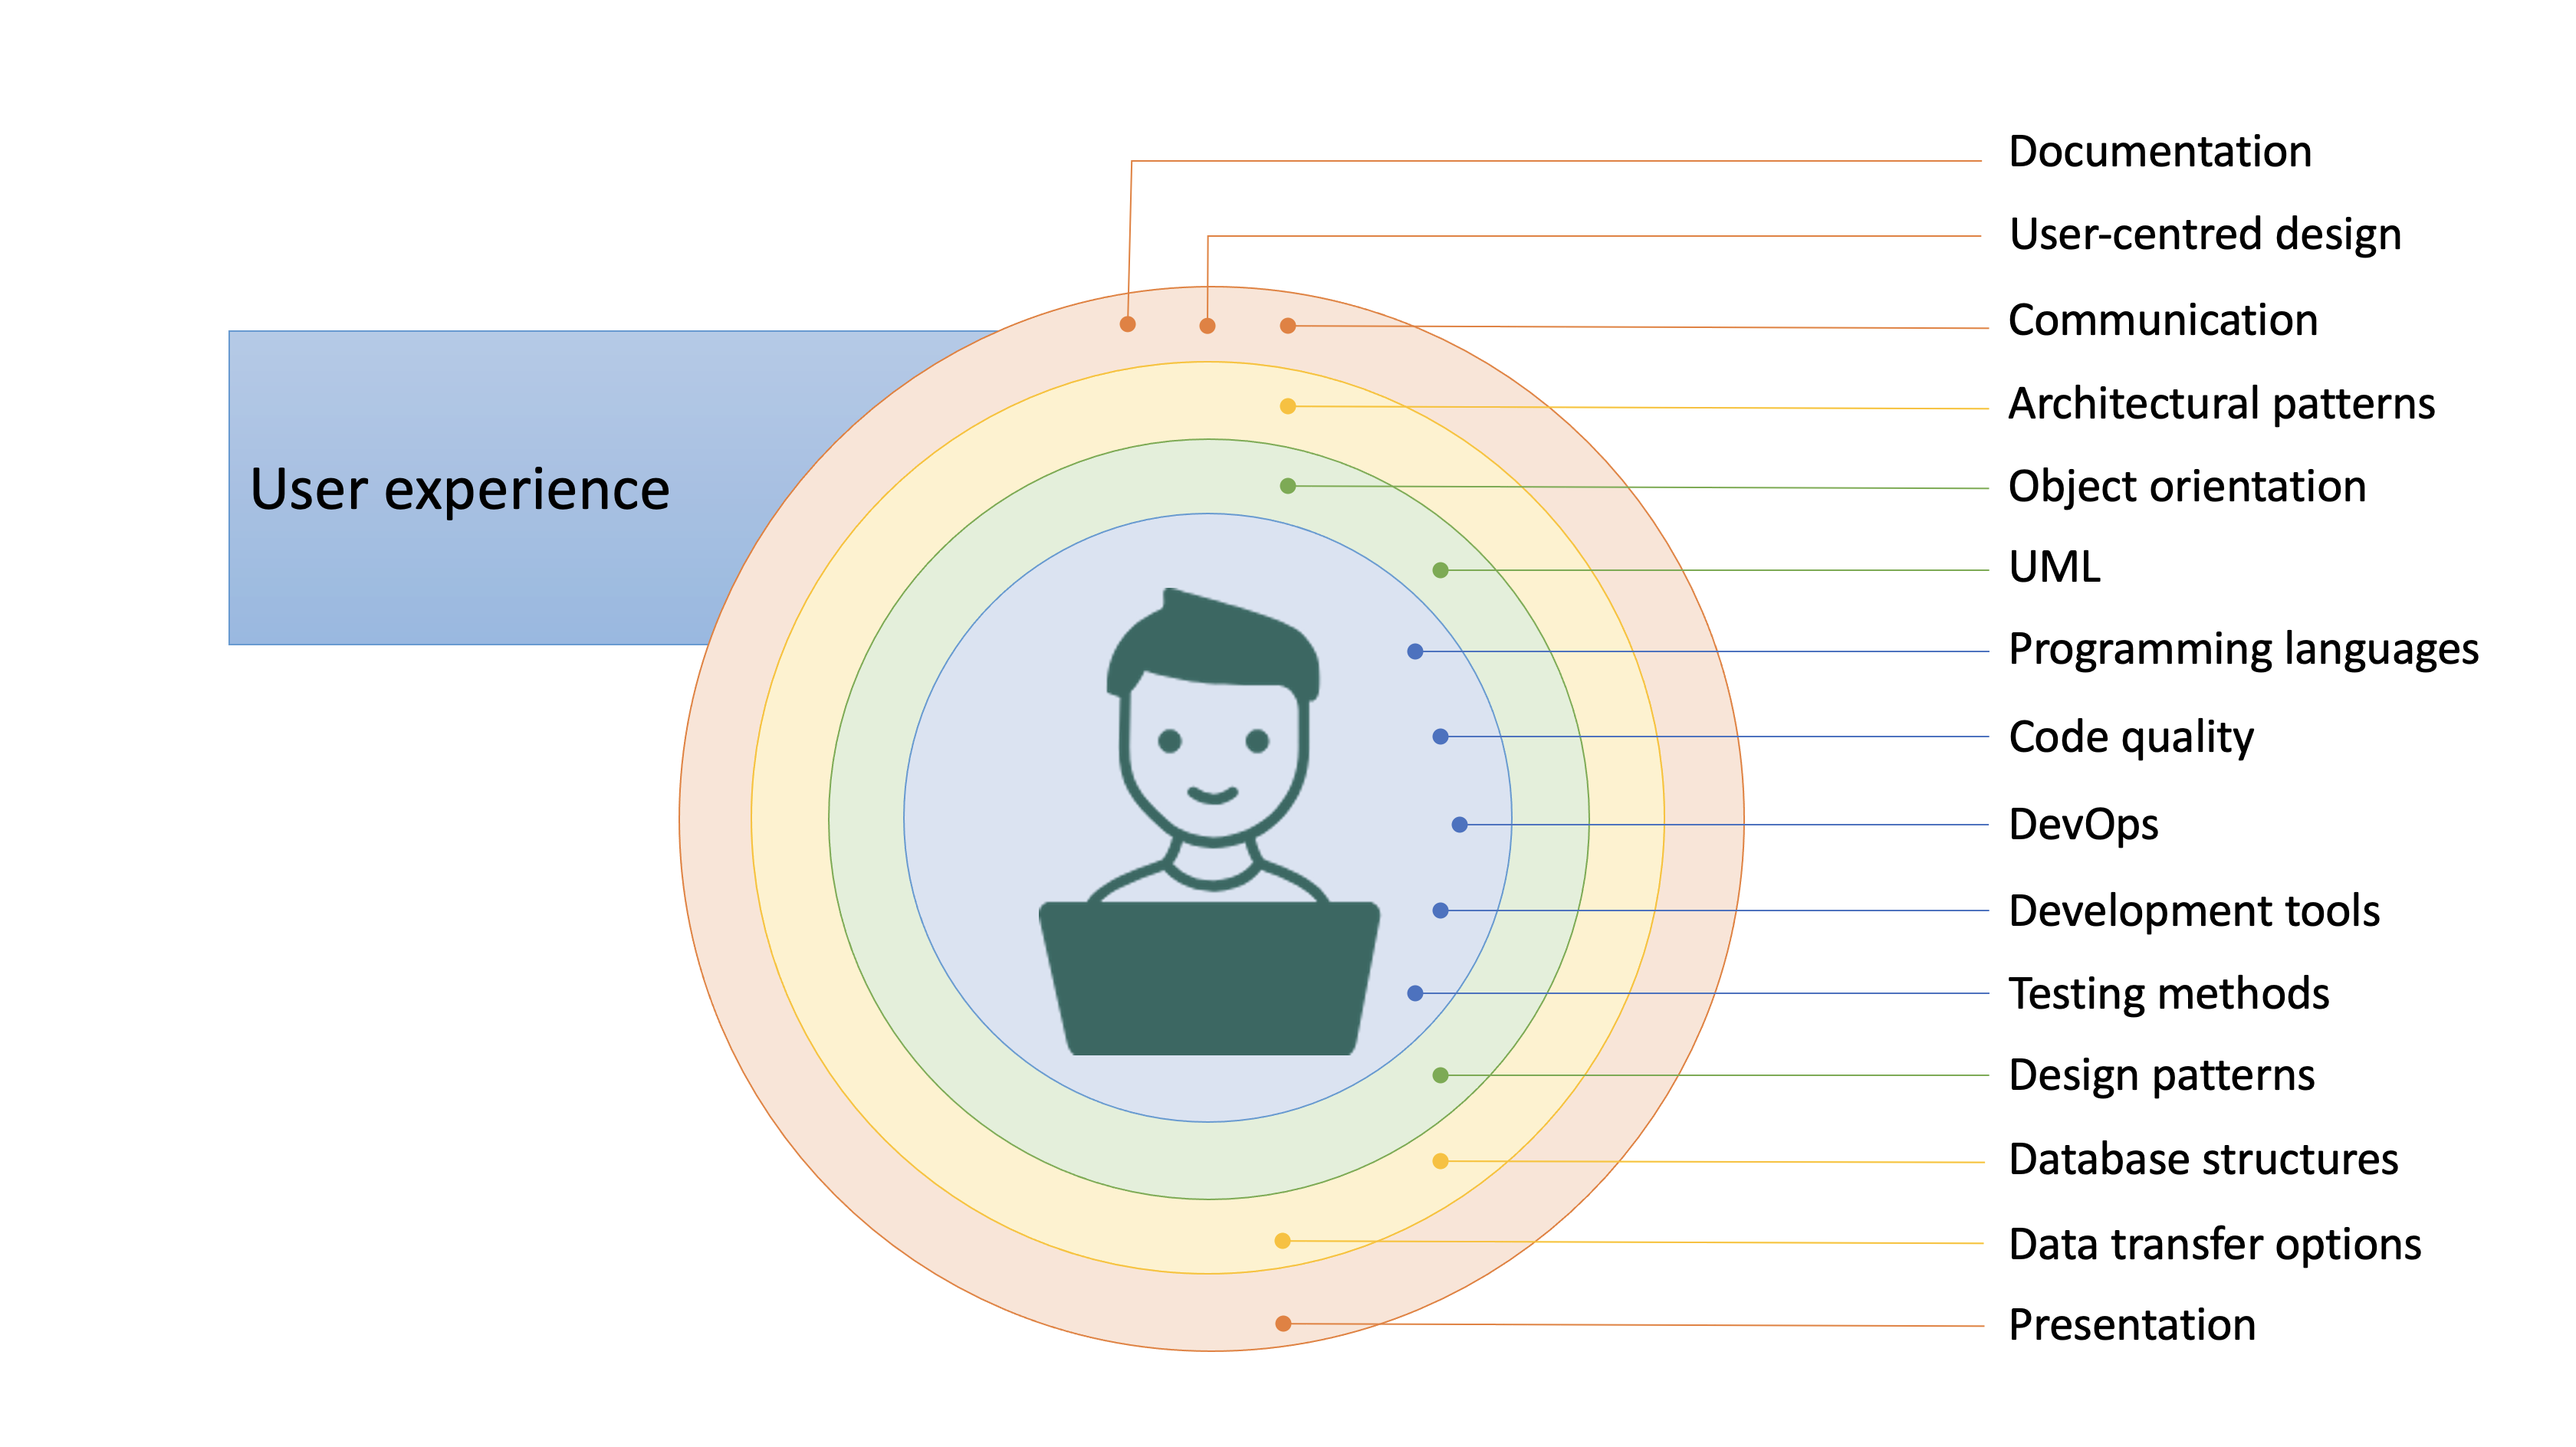 Documentation
User-centred design
Communication
Architectural patterns
User experience
Object orientation
UML
Programming languages
Code quality
DevOps
Development tools
Testing methods
Design patterns
Database structures
Data transfer options
Presentation